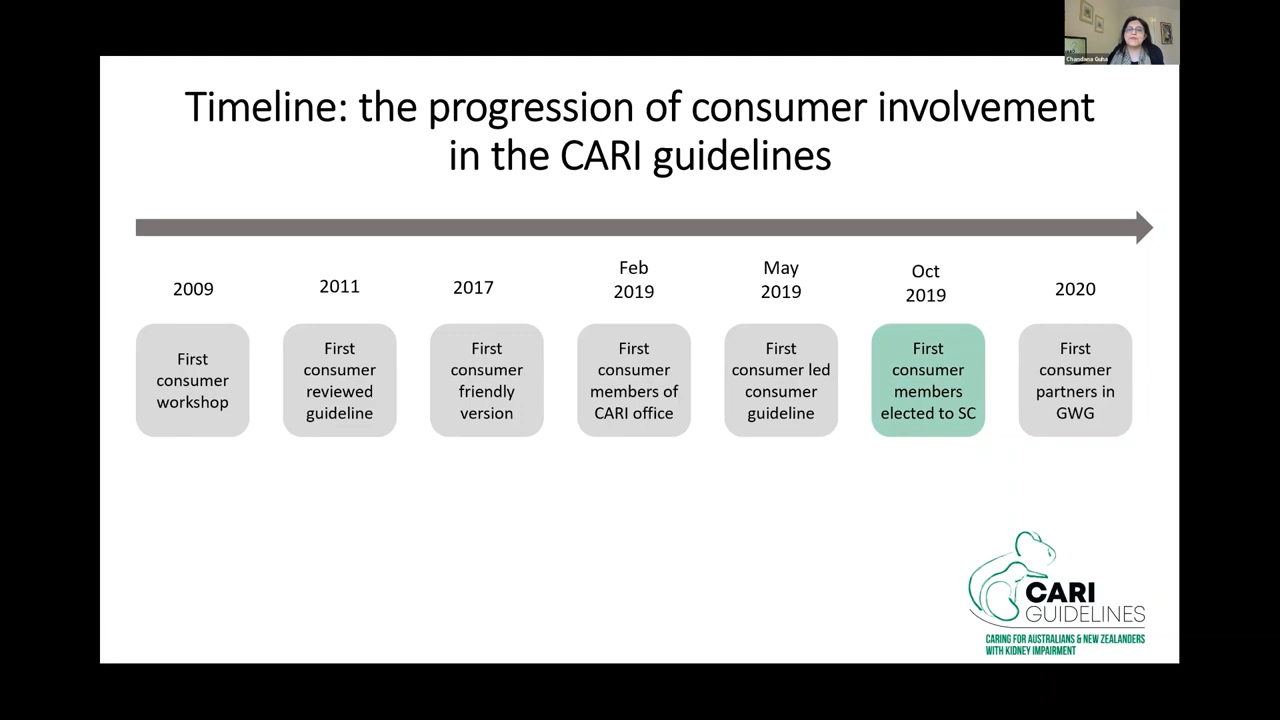 Chandana Guha
Timeline: the progression of consumer involvement
in the CARI guidelines
2009
2011
2017
Feb
2019
May
2019
Oct
2019
2020
First
consumer
workshop
First
consumer
reviewed
guideline
First
consumer
friendly
version
First
consumer
members of
CARI office
First
consumer led
consumer
guideline
First
consumer
members
elected to SC
First
consumer
partners in
GWG
CARI
GUIDELINES
CARING FOR AUSTRALIANS & NEW ZEALANDERS
WITH KIDNEY IMPAIRMENT